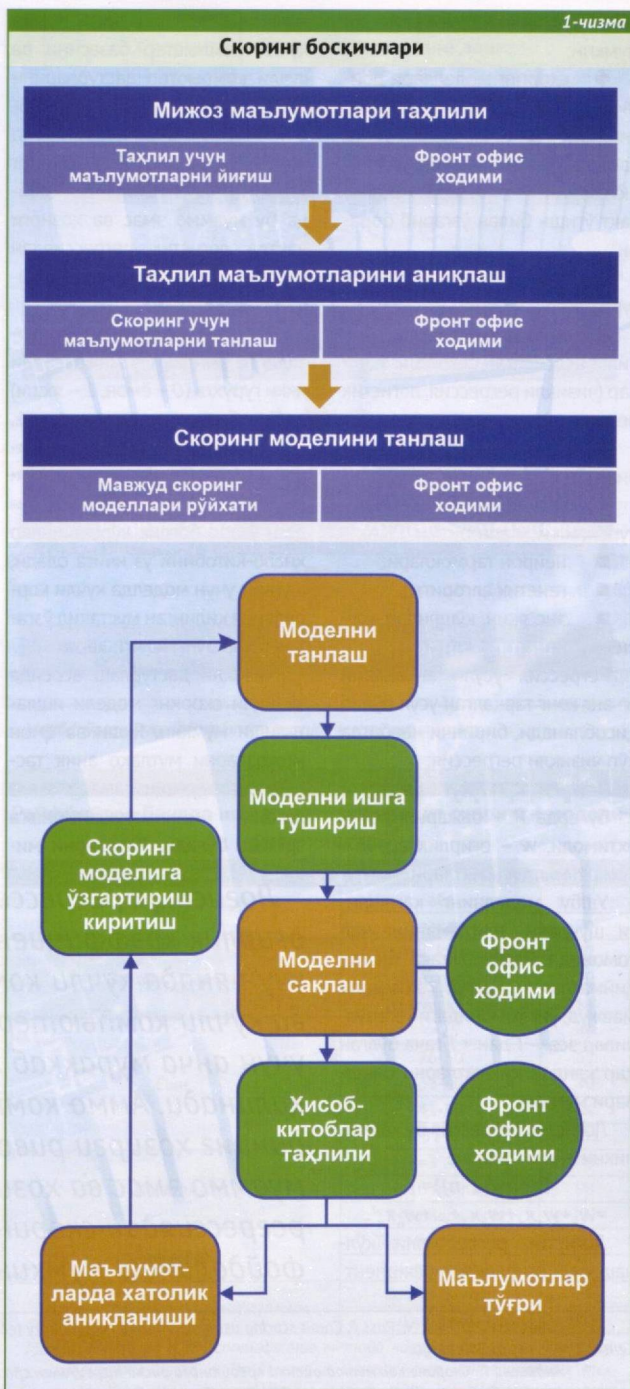 1-чизма
Скоринг босқичлари
Мижоз маълумотлари таҳлили
Таҳлил учун
маълумотларни йиғиш
Фронт офис
ходими
Таҳлил маълумотларини аниқлаш
Скоринг учун
маълумотларни танлаш
Фронт офис
ходими
Скоринг моделини танлаш
Мавжуд скоринг
моделлари рўйхати
Фронт офис
ходими
Моделни
танлаш
Моделни ишга
тушириш
Скоринг
моделига
ўзгартириш
киритиш
Моделни
сақлаш
Фронт
офис
ходими
Ҳисоб-
китоблар
таҳлили
Фронт
офис
ходими
Маълумот-
ларда хатолик
аниқланиши
Маълумотлар
тўғри